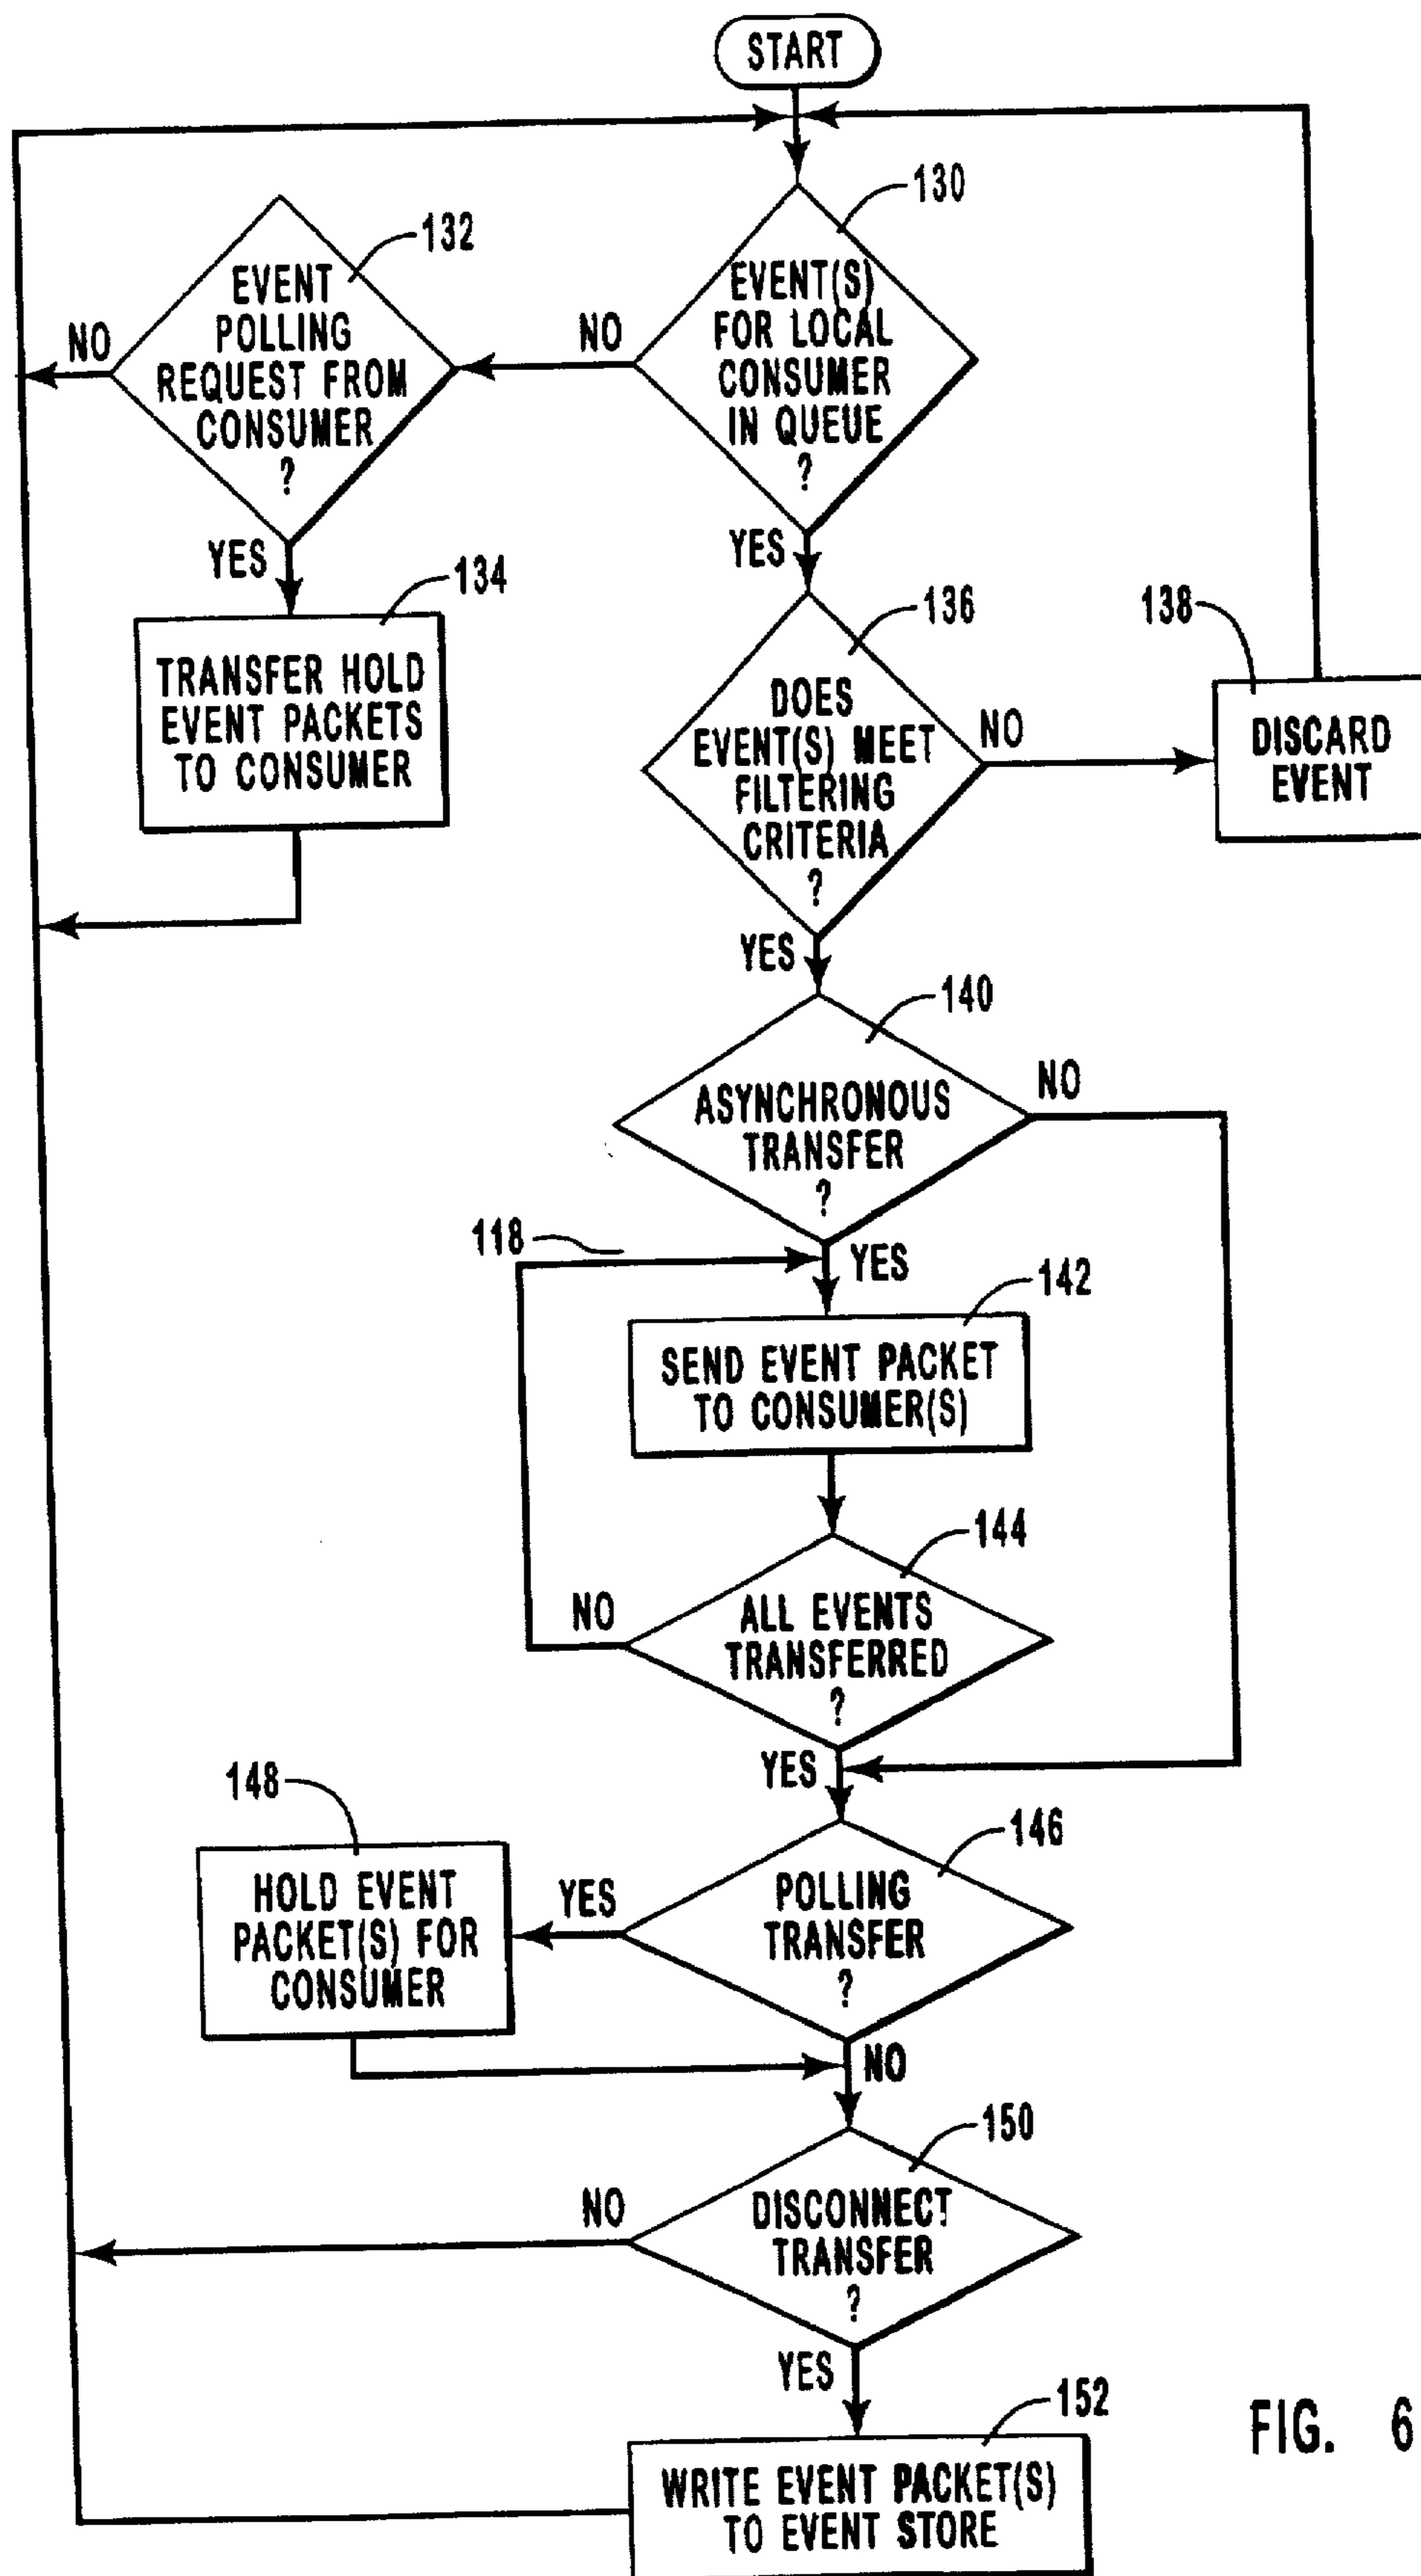 START
130
132
EVENT
POLLING
REQUEST FROM
CONSUMER
?
NO
NO
EVENT(S)
FOR LOCAL
CONSUMER
IN QUEUE
?
YES
134
TRANSFER HOLD
EVENT PACKETS
TO CONSUMER
YES
136
138
DOES
EVENT(S) MEET
FILTERING
CRITERIA
?
NO
DISCARD
EVENT
YES
140
ASYNCHRONOUS
TRANSFER
?
NO
118
YES
142
SEND EVENT PACKET
TO CONSUMER(S)
144
NO
ALL EVENTS
TRANSFERRED
?
YES
148
146
HOLD EVENT
PACKET(S) FOR
CONSUMER
YES
POLLING
TRANSFER
?
NO
150
NO
DISCONNECT
TRANSFER
?
YES
152
WRITE EVENT PACKET(S)
TO EVENT STORE
FIG. 6